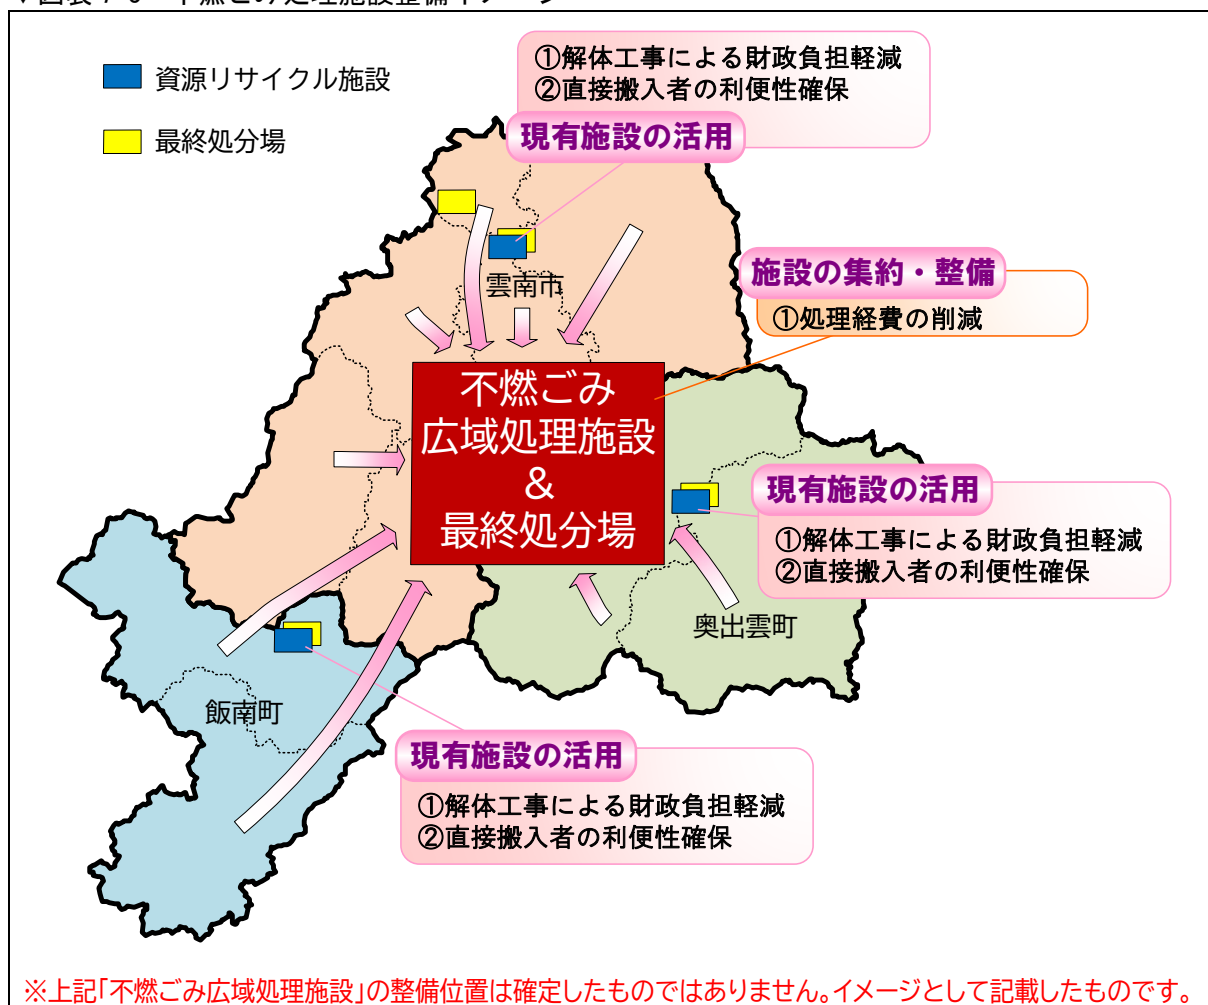 資源リサイクル施設
最終処分場
①解体工事による財政負担軽減
②直接搬入者の利便性確保
現有施設の活用
雲南市
施設の集約・整備
①処理経費の削減
不燃ごみ
広域処理施設
&
最終処分場
現有施設の活用
①解体工事による財政負担軽減
②直接搬入者の利便性確保
奥出雲町
飯南町
現有施設の活用
①解体工事による財政負担軽減
②直接搬入者の利便性確保
※上記「不燃ごみ広域処理施設」の整備位置は確定したものではありません。イメージとして記載したものです。